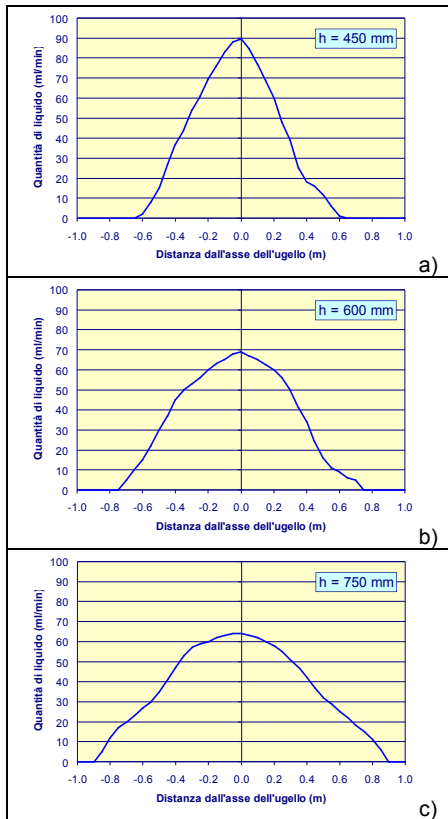 h = 450 mm
Quantità di liquido (ml/min)
100
90
80
70
60
50
40
30
20
10
0
-1.0 -0.8 -0.6 -0.4 -0.2 0.0 0.2 0.4 0.6 0.8 1.0
Distanza dall'asse dell'ugello (m)
a)
h = 600 mm
Quantità di liquido (ml/min)
100
90
80
70
60
50
40
30
20
10
0
-1.0 -0.8 -0.6 -0.4 -0.2 0.0 0.2 0.4 0.6 0.8 1.0
Distanza dall'asse dell'ugello (m)
b)
h = 750 mm
Quantità di liquido (ml/min)
100
90
80
70
60
50
40
30
20
10
0
-1.0 -0.8 -0.6 -0.4 -0.2 0.0 0.2 0.4 0.6 0.8 1.0
Distanza dall'asse dell'ugello (m)
c)